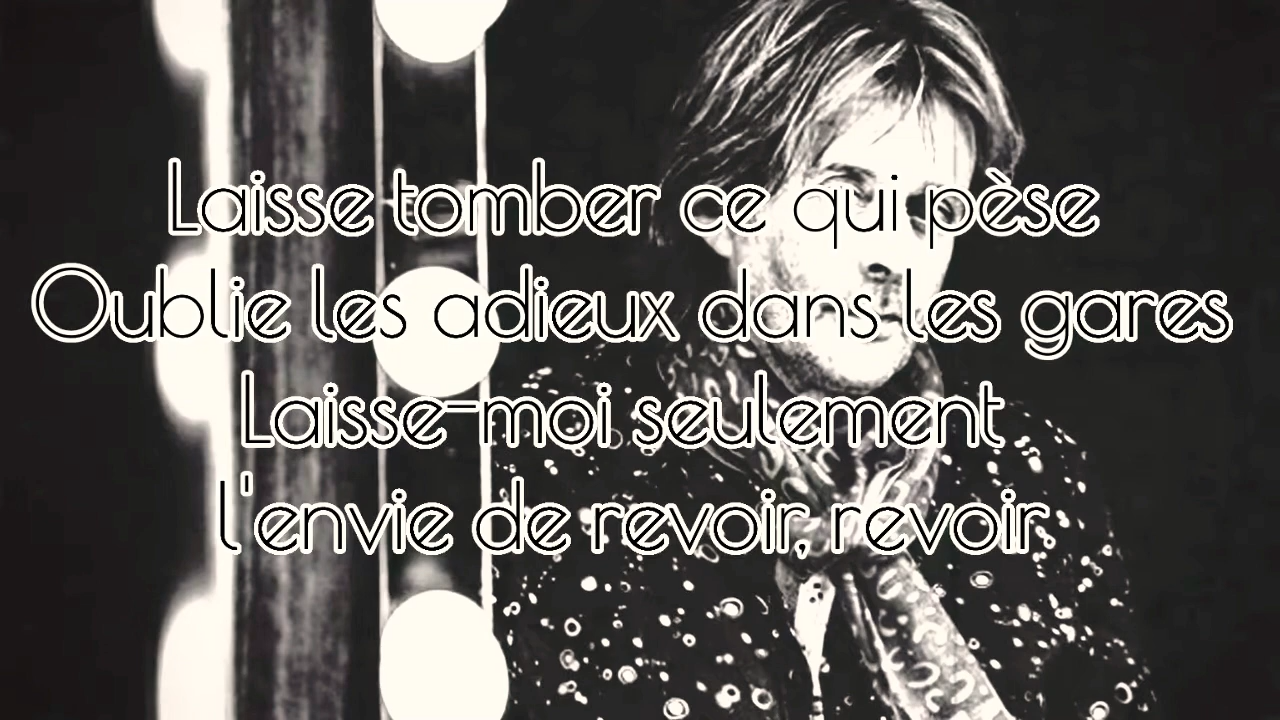 Laisse tomber ce qui pèse
Oublie les adieux dans les gares
Laisse-moi seulement
l'envie de revoir, revoir